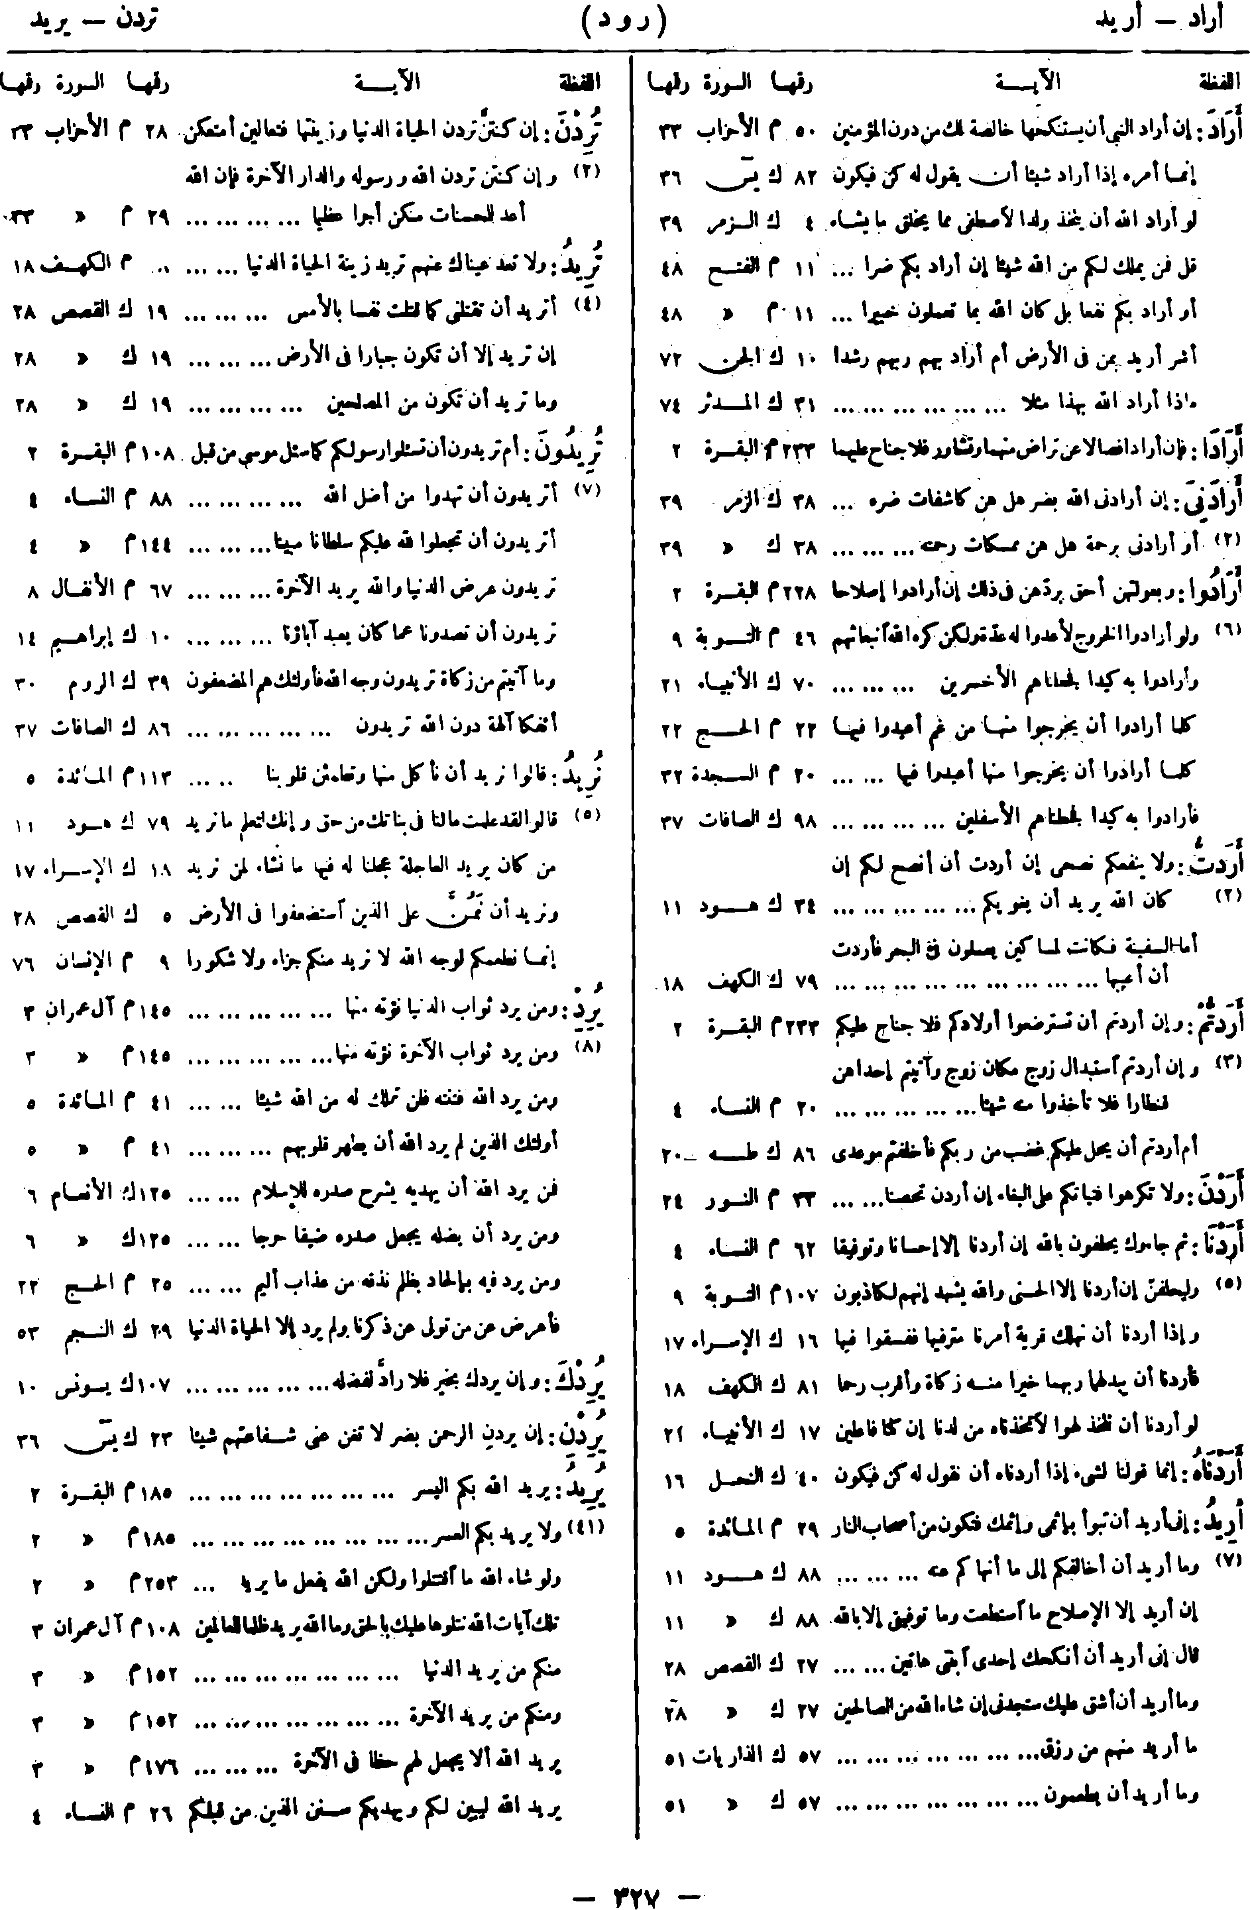 أراد — أريد (رود) تردن — يريد
اللفظة الآيـــة رقمها السورة رقمها
أَرَادَ: إن أراد النبي أن يستنكحها خالصة لك من دون المؤمنين ٥٠ م الأحزاب ٣٣
إنما أمره إذا أراد شيئا أن يقول له كن فيكون ٨٢ ك يس ٣٦
لو أراد الله أن يتخذ ولدا لأصطفى مما يخلق ما يشاء ٤ ك الزمر ٣٩
قل فمن يملك لكم من الله شيئا إن أراد بكم ضرا ... ١١ م الفتح ٤٨
أو أراد بكم نفعا بل كان الله بما تعملون خبيرا ... ١١ م « ٤٨
أشر أريد بمن فى الأرض أم أراد بهم ربهم رشدا ١٠ ك الجن ٧٢
ماذا أراد الله بهذا مثلا ... ... ... ... ... ... ٣١ ك المدثر ٧٤
أَرَادَا: فإن أرادا فصالا عن تراض منهما وتشاور فلا جناح عليهما ٢٣٣ م البقرة ٢
أَرَادَنِىَ: إن أرادنى الله بضر هل هن كاشفات ضره ... ٣٨ ك الزمر ٣٩
(٢) أو أرادنى برحمة هل هن ممسكات رحمته ... ... ... ٣٨ ك « ٣٩
أَرَادُوا: وبعولتهن أحق بردّهن فى ذلك إن أرادوا إصلاحا ٢٢٨ م البقرة ٢
(٦) ولو أرادوا الخروج لأعدوا له عدّة ولكن كره الله أنبعاثهم ٤٦ م التوبة ٩
وأرادوا به كيدا فجعلناهم الأخسرين ... ... ... ٧٠ ك الأنبياء ٢١
كلما أرادوا أن يخرجوا منها من غم أعيدوا فيها ٢٢ م الحج ٢٢
كلما أرادوا أن يخرجوا منها أعيدوا فيها ... ... ٢٠ م السجدة ٣٢
فأرادوا به كيدا فجعلناهم الأسفلين ... ... ... ... ٩٨ ك الصافات ٣٧
أَرَدتُ: ولا ينفعكم نصحى إن أردت أن أنصح لكم إن
(٢) كان الله يريد أن يغويكم ... ... ... ... ... ٣٤ ك هود ١١
أما السفينة فكانت لمساكين يعملون فى البحر فأردت
أن أعيبها ... ... ... ... ... ... ... ... ... ٧٩ ك الكهف ١٨
أَرَدتُّمْ: وإن أردتم أن تسترضعوا أولادكم فلا جناح عليكم ٢٣٣ م البقرة ٢
(٣) وإن أردتم أستبدال زوج مكان زوج وآتيتم إحداهن
قنطارا فلا تأخذوا منه شيئا ... ... ... ... ... ٢٠ م النساء ٤
أم أردتم أن يحل عليكم غضب من ربكم فأخلفتم موعدى ٨٦ ك طه ٢٠
أَرَدْنَ: ولا تكرهوا فتياتكم على البغاء إن أردن تحصنا ... ... ٣٣ م النور ٢٤
أَرَدْنَا: ثم جاءوك يحلفون بالله إن أردنا إلا إحسانا وتوفيقا ٦٢ م النساء ٤
(٥) وليحلفنّ إن أردنا إلا الحسنى والله يشهد إنهم لكاذبون ١٠٧ م التوبة ٩
وإذا أردنا أن نهلك قرية أمرنا مترفيها ففسقوا فيها ١٦ ك الإسراء ١٧
فأردنا أن يبدلهما ربهما خيرا منه زكاة وأقرب رحما ٨١ ك الكهف ١٨
لو أردنا أن نتخذ لهوا لأتخذناه من لدنا إن كنا فاعلين ١٧ ك الأنبياء ٢١
أَرَدْنَاهُ: إنما قولنا لشىء إذا أردناه أن نقول له كن فيكون ٤٠ ك النحل ١٦
أُرِيدُ: إنى أريد أن تبوأ بإثمى وإثمك فتكون من أصحاب النار ٢٩ م المائدة ٥
(٧) وما أريد أن أخالفكم إلى ما أنهاكم عنه ... ... ... ٨٨ ك هود ١١
إن أريد إلا الإصلاح ما أستطعت وما توفيقى إلا بالله ٨٨ ك « ١١
قال إنى أريد أن أنكحك إحدى أبنتى هاتين ... ... ٢٧ ك القصص ٢٨
وما أريد أن أشق عليك ستجدنى إن شاء الله من الصالحين ٢٧ ك « ٢٨
ما أريد منهم من رزق ... ... ... ... ... ... ... ٥٧ ك الذاريات ٥١
وما أريد أن يطعمون ... ... ... ... ... ... ... ٥٧ ك « ٥١
اللفظة الآيـــة رقمها السورة رقمها
تُرِدْنَ: إن كنتنّ تردن الحياة الدنيا وزينتها فتعالين أمتعكن ٢٨ م الأحزاب ٣٣
(٢) وإن كنتن تردن الله ورسوله والدار الآخرة فإن الله
أعد للمحسنات منكن أجرا عظيما ... ... ... ... ٢٩ م « ٣٣
تُرِيدُ: ولا تعد عيناك عنهم تريد زينة الحياة الدنيا ... ... م الكهف ١٨
(٤) أتريد أن تقتلنى كما قتلت نفسا بالأمس ... ... ... ١٩ ك القصص ٢٨
إن تريد إلا أن تكون جبارا فى الأرض ... ... ... ١٩ ك « ٢٨
وما تريد أن تكون من المصلحين ... ... ... ... ١٩ ك « ٢٨
تُرِيدُونَ: أم تريدون أن تسئلوا رسولكم كما سئل موسى من قبل ١٠٨ م البقرة ٢
(٧) أتريدون أن تهدوا من أضل الله ... ... ... ... ٨٨ م النساء ٤
أتريدون أن تجعلوا لله عليكم سلطانا مبينا ... ... ... ١٤٤ م « ٤
تريدون عرض الدنيا والله يريد الآخرة ... ... ... ٦٧ م الأنفال ٨
تريدون أن تصدونا عما كان يعبد آباؤنا ... ... ... ١٠ ك إبراهيم ١٤
وما آتيتم من زكاة تريدون وجه الله فأولئك هم المضعفون ٣٩ ك الروم ٣٠
أئفكا آلهة دون الله تريدون ... ... ... ... ... ٨٦ ك الصافات ٣٧
نُرِيدُ: قالوا نريد أن نأكل منها وتطمئن قلوبنا ... ... ١١٣ م المائدة ٥
(٥) قالوا لقد علمت ما لنا فى بناتك من حق وإنك لتعلم ما نريد ٧٩ ك هود ١١
من كان يريد العاجلة عجلنا له فيها ما نشاء لمن نريد ١٨ ك الإسراء ١٧
ونريد أن نَمُنَّ على الذين أستضعفوا فى الأرض ٥ ك القصص ٢٨
إنما نطعمكم لوجه الله لا نريد منكم جزاء ولا شكورا ٩ م الإنسان ٧٦
يُرِدْ: ومن يرد ثواب الدنيا نؤته منها ... ... ... ... ... ١٤٥ م آل عمران ٣
(٨) ومن يرد ثواب الآخرة نؤته منها ... ... ... ... ... ١٤٥ م « ٣
ومن يرد الله فتنته فلن تملك له من الله شيئا ... ... ٤١ م المائدة ٥
أولئك الذين لم يرد الله أن يطهر قلوبهم ... ... ... ٤١ م « ٥
فمن يرد الله أن يهديه يشرح صدره للإسلام ... ... ١٢٥ ك الأنعام ٦
ومن يرد أن يضله يجعل صدره ضيقا حرجا ... ... ١٢٥ ك « ٦
ومن يرد فيه بإلحاد بظلم نذقه من عذاب أليم ... ... ٢٥ م الحج ٢٢
فأعرض عن من تولى عن ذكرنا ولم يرد إلا الحياة الدنيا ٢٩ ك النجم ٥٣
يُرِدْكَ: وإن يردك بخير فلا رادّ لفضله ... ... ... ... ... ١٠٧ ك يونس ١٠
يُرِدْنِ: إن يردن الرحمن بضر لا تغن عنى شفاعتهم شيئا ٢٣ ك يس ٣٦
يُرِيدُ: يريد الله بكم اليسر ... ... ... ... ... ... ... ١٨٥ م البقرة ٢
(٤١) ولا يريد بكم العسر ... ... ... ... ... ... ... ... ١٨٥ م « ٢
ولو شاء الله ما أقتتلوا ولكن الله يفعل ما يريد ... ٢٥٣ م « ٢
تلك آيات الله نتلوها عليك بالحق وما الله يريد ظلما للعالمين ١٠٨ م آل عمران ٣
منكم من يريد الدنيا ... ... ... ... ... ... ... ١٥٢ م « ٣
ومنكم من يريد الآخرة ... ... ... ... ... ... ... ١٥٢ م « ٣
يريد الله ألا يجعل لهم حظا فى الآخرة ... ... ... ١٧٦ م « ٣
يريد الله ليبين لكم ويهديكم سنن الذين من قبلكم ٢٦ م النساء ٤
— ٣٢٧ —